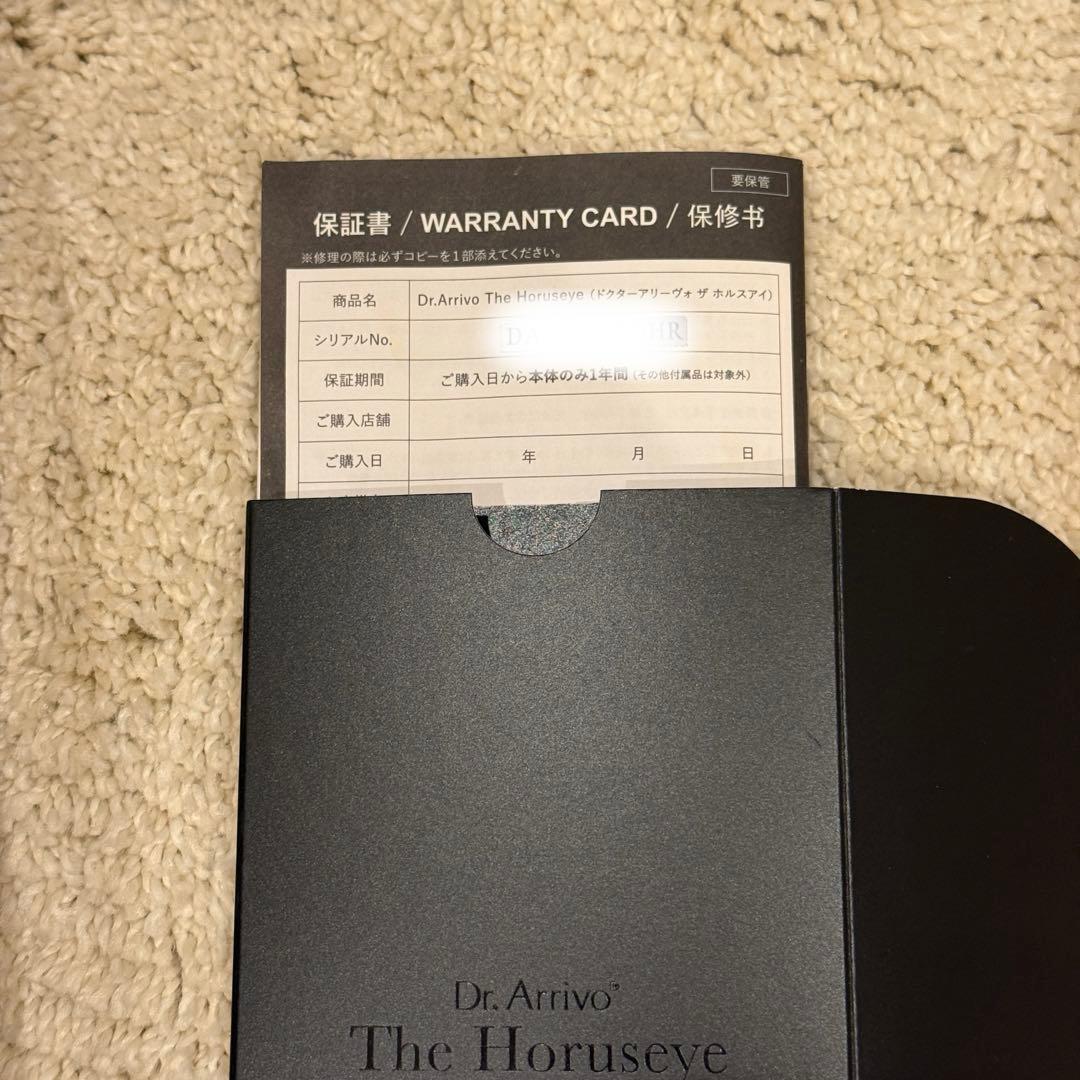 要保管
保証書 / WARRANTY CARD / 保修书
※修理の際は必ずコピーを1部添えてください。
商品名 Dr.Arrivo The Horuseye (ドクターアリーヴォ ザ ホルスアイ)
シリアルNo. DA HR
保証期間 ご購入日から本体のみ1年間 (その他付属品は対象外)
ご購入店舗
ご購入日 年 月 日
Dr. Arrivo®
The Horuseye